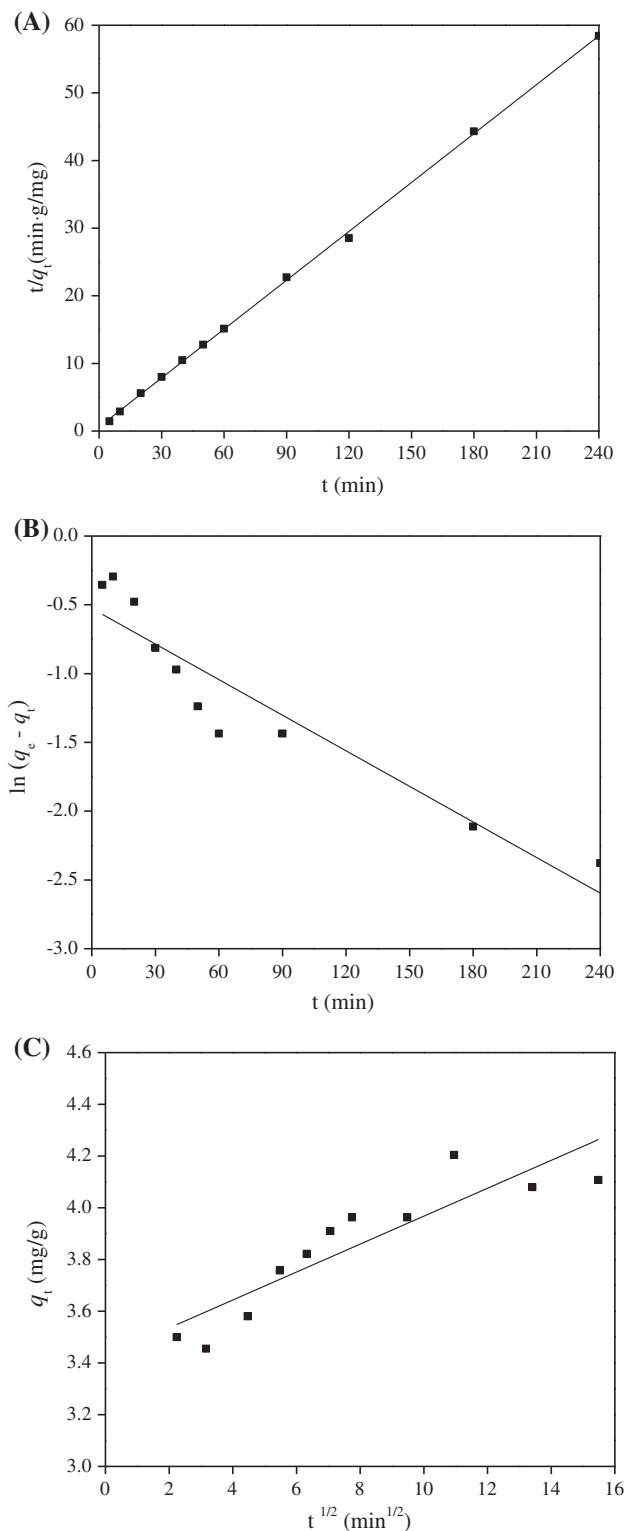 (A)
60
50
40
30
20
10
0
t/qt(min·g/mg)
0 30 60 90 120 150 180 210 240
t (min)
(B)
0.0
-0.5
-1.0
-1.5
-2.0
-2.5
-3.0
ln (qe - qt)
0 30 60 90 120 150 180 210 240
t (min)
(C)
4.6
4.4
4.2
4.0
3.8
3.6
3.4
3.2
3.0
qt (mg/g)
0 2 4 6 8 10 12 14 16
t 1/2 (min1/2)